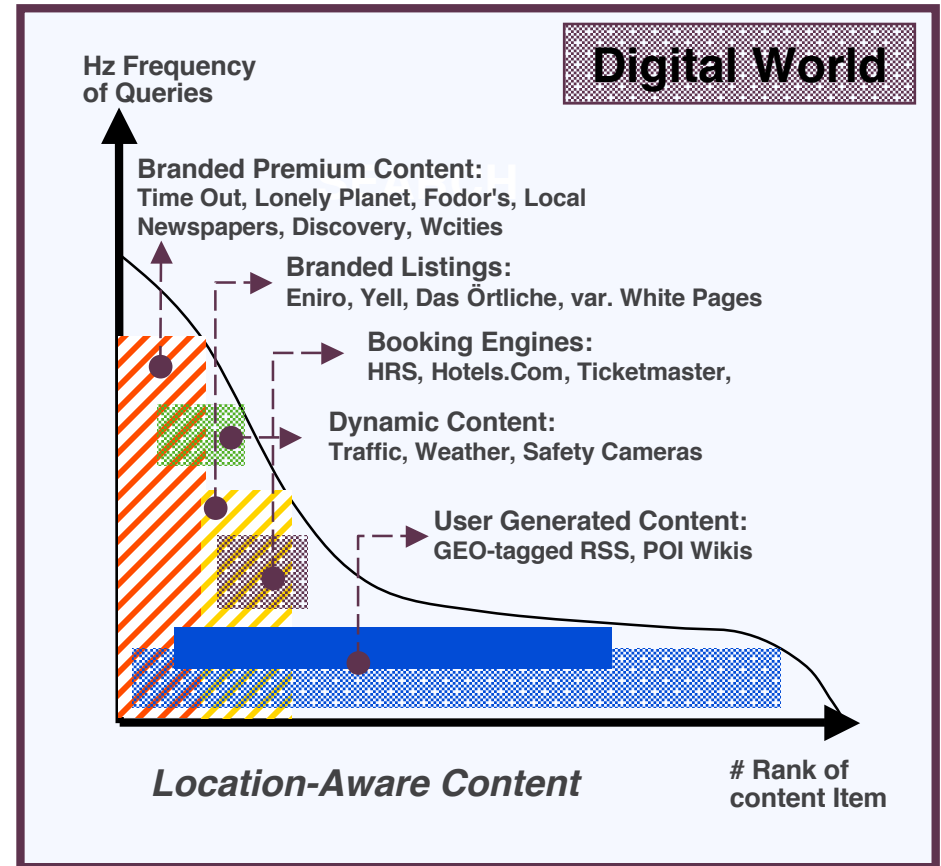 Digital World
Hz Frequency
of Queries
Branded Premium Content:
Time Out, Lonely Planet, Fodor's, Local
Newspapers, Discovery, Wcities
Branded Listings:
Eniro, Yell, Das Örtliche, var. White Pages
Booking Engines:
HRS, Hotels.Com, Ticketmaster,
Dynamic Content:
Traffic, Weather, Safety Cameras
User Generated Content:
GEO-tagged RSS, POI Wikis
Location-Aware Content
# Rank of
content Item